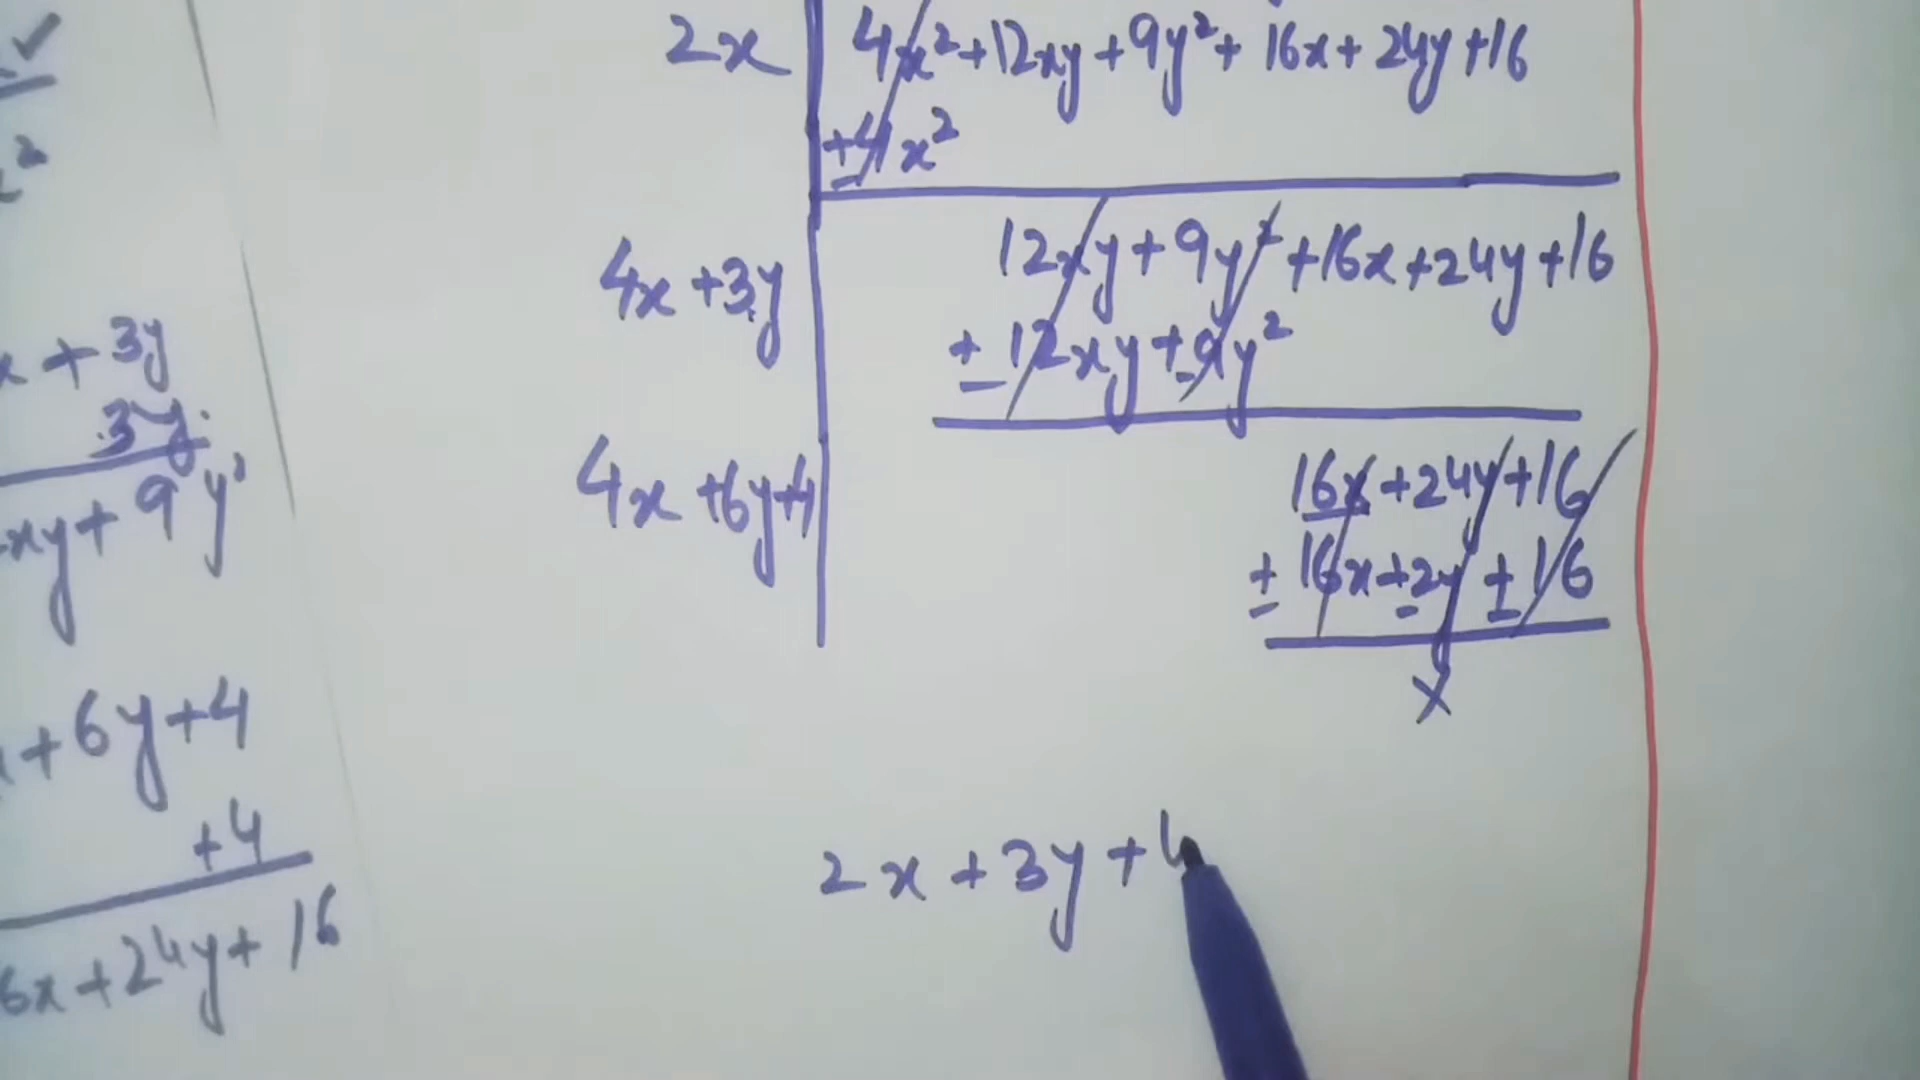 2x | 4x² + 12xy + 9y² + 16x + 24y + 16
± 4x²
4x + 3y | 12xy + 9y² + 16x + 24y + 16
± 12xy ± 9y²
4x + 6y + 4 | 16x + 24y + 16
± 16x ± 2y ± 16
x
2x + 3y + 4
x²
x + 3y
3y
xy + 9y²
+ 6y + 4
+ 4
6x + 24y + 16